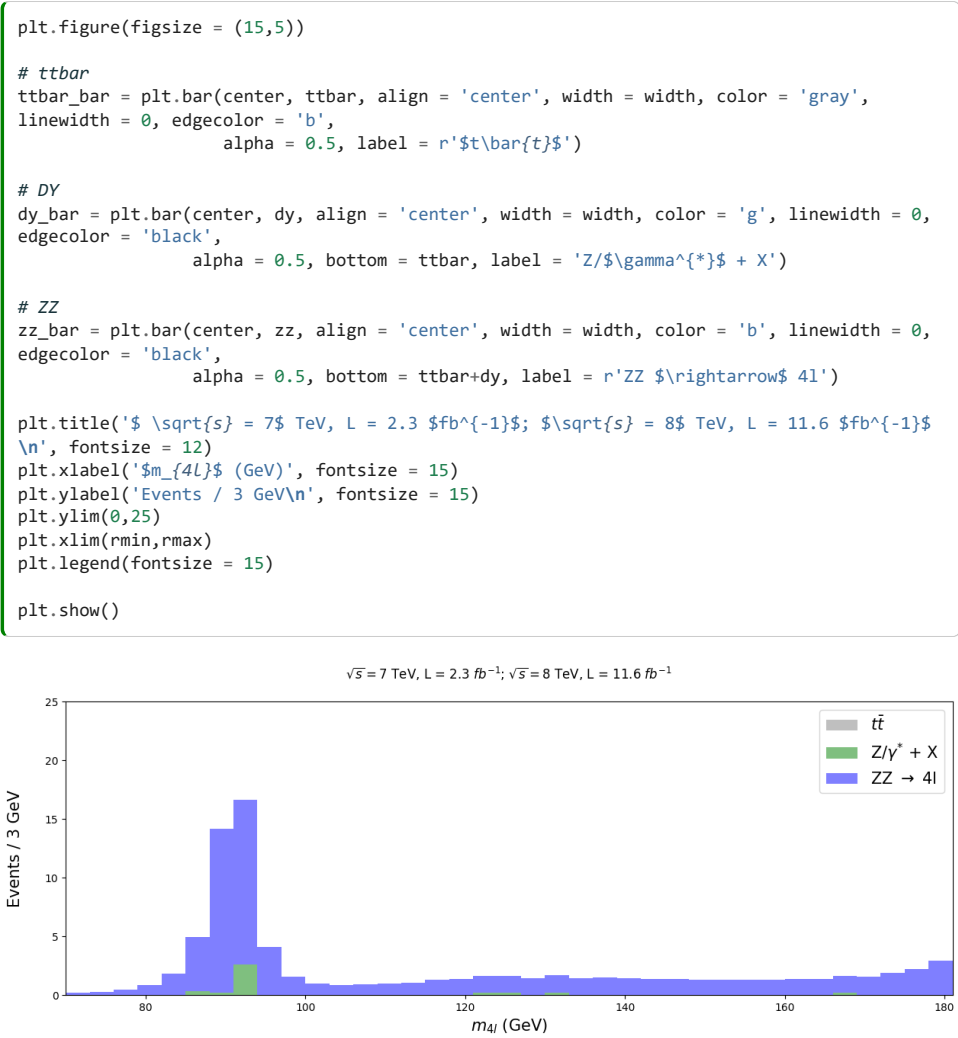 plt.figure(figsize = (15,5))
# ttbar
ttbar_bar = plt.bar(center, ttbar, align = 'center', width = width, color = 'gray',
linewidth = 0, edgecolor = 'b',
                    alpha = 0.5, label = r'$t\bar{t}$')
# DY
dy_bar = plt.bar(center, dy, align = 'center', width = width, color = 'g', linewidth = 0,
edgecolor = 'black',
                 alpha = 0.5, bottom = ttbar, label = 'Z/$\gamma^{*}$ + X')
# ZZ
zz_bar = plt.bar(center, zz, align = 'center', width = width, color = 'b', linewidth = 0,
edgecolor = 'black',
                 alpha = 0.5, bottom = ttbar+dy, label = r'ZZ $\rightarrow$ 4l')
plt.title('$ \sqrt{s} = 7$ TeV, L = 2.3 $fb^{-1}$; $\sqrt{s} = 8$ TeV, L = 11.6 $fb^{-1}$
\n', fontsize = 12)
plt.xlabel('$m_{4l}$ (GeV)', fontsize = 15)
plt.ylabel('Events / 3 GeV\n', fontsize = 15)
plt.ylim(0,25)
plt.xlim(rmin,rmax)
plt.legend(fontsize = 15)
plt.show()
√s = 7 TeV, L = 2.3 fb⁻¹; √s = 8 TeV, L = 11.6 fb⁻¹
Events / 3 GeV
25
20
15
10
5
0
tt̄
Z/γ* + X
ZZ → 4l
80
100
120
140
160
180
m₄ₗ (GeV)